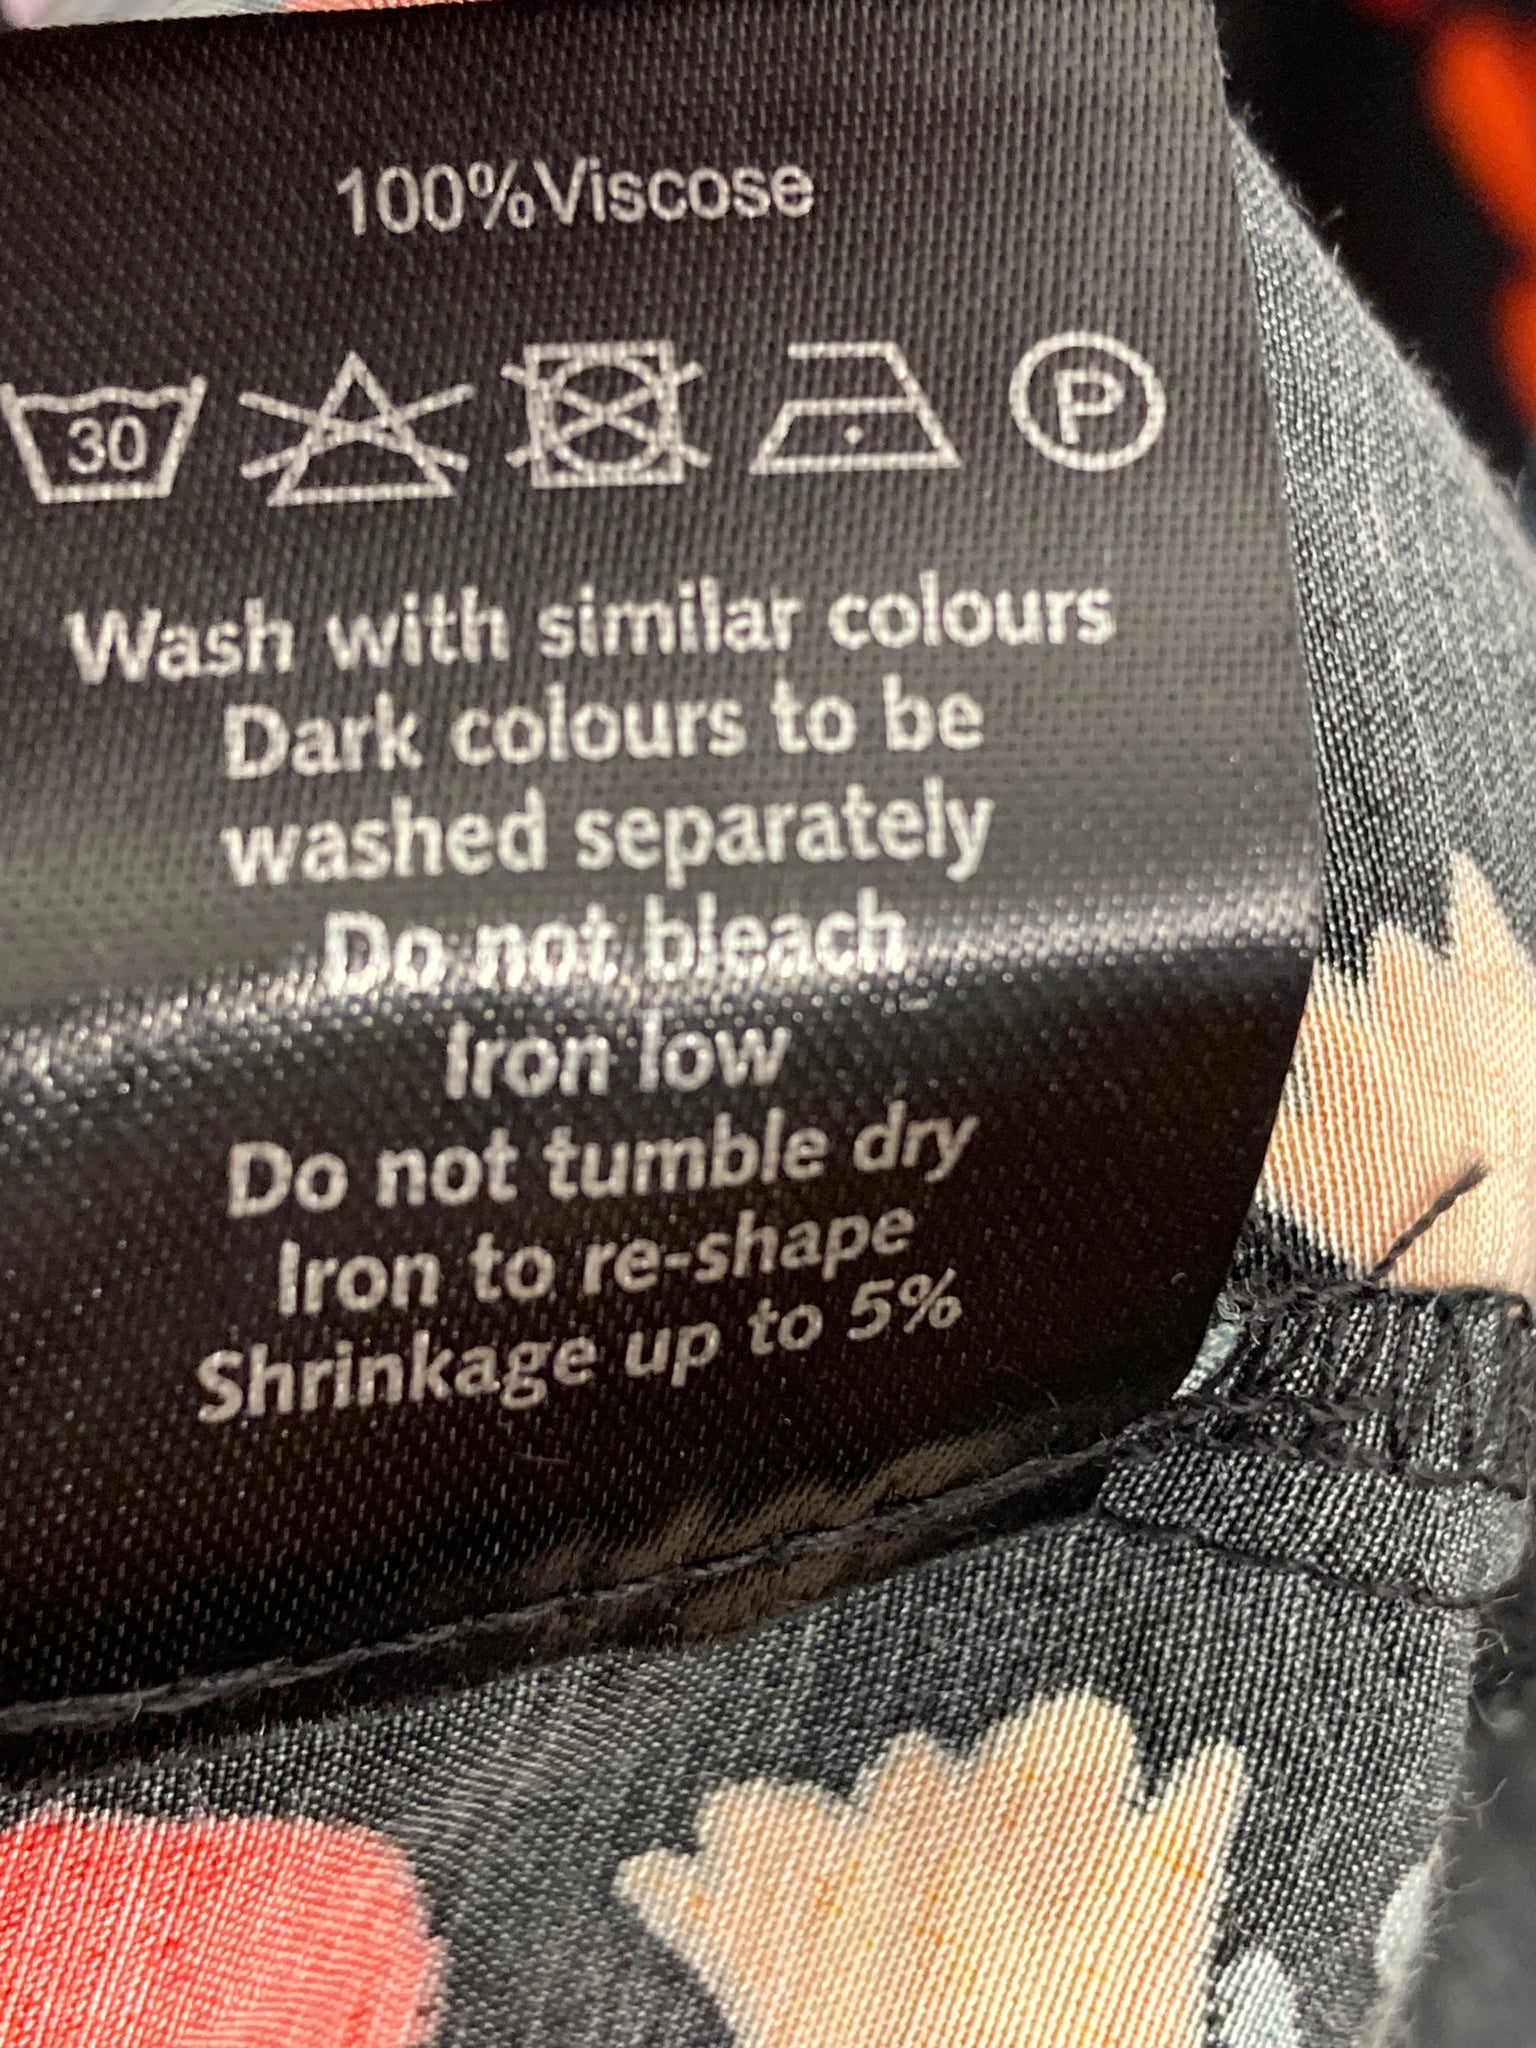 100%Viscose
30 P
Wash with similar colours
Dark colours to be
washed separately
Do not bleach
Iron low
Do not tumble dry
Iron to re-shape
Shrinkage up to 5%